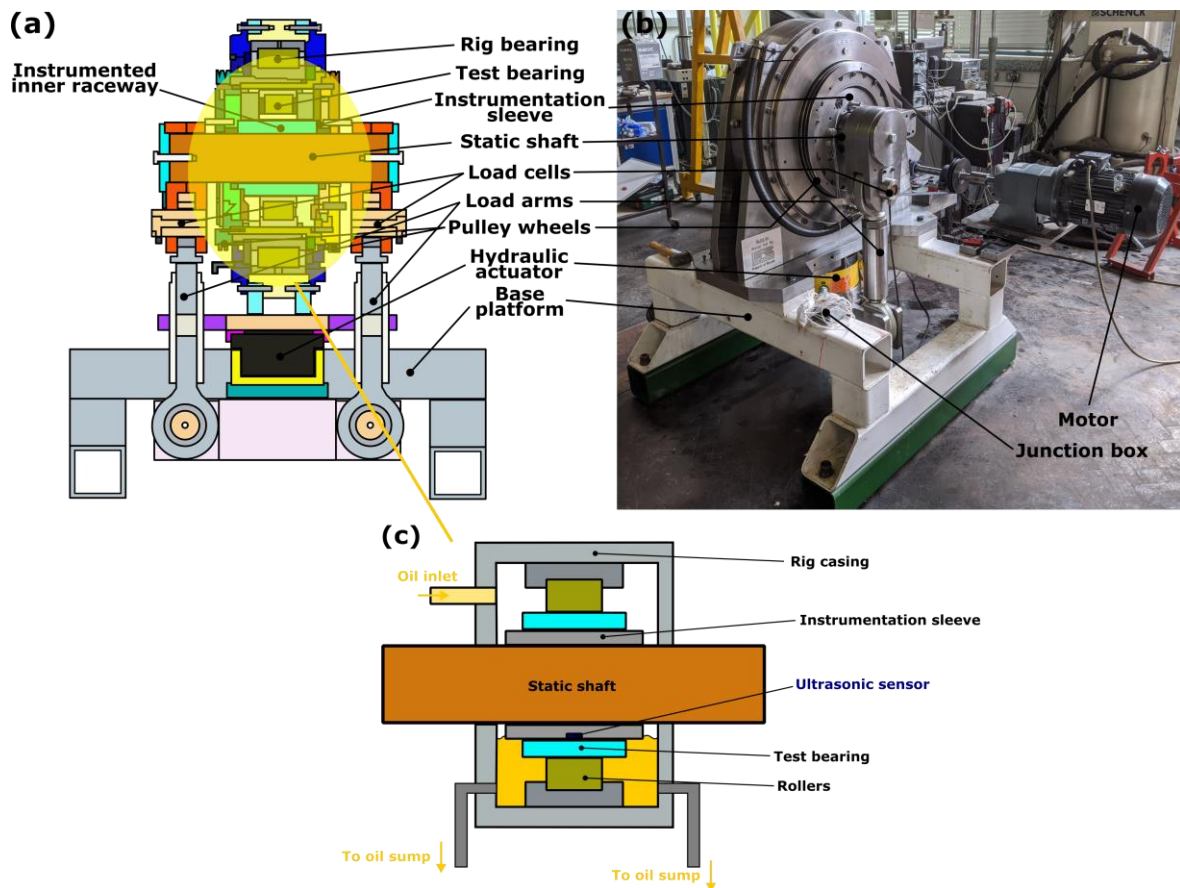 (a)
Rig bearing
Instrumented
inner raceway
Test bearing
Instrumentation
sleeve
Static shaft
Load cells
Load arms
Pulley wheels
Hydraulic
actuator
Base
platform
(b)
SCHENCK
Motor
Junction box
(c)
Oil inlet
Rig casing
Instrumentation sleeve
Static shaft
Ultrasonic sensor
Test bearing
Rollers
To oil sump
To oil sump